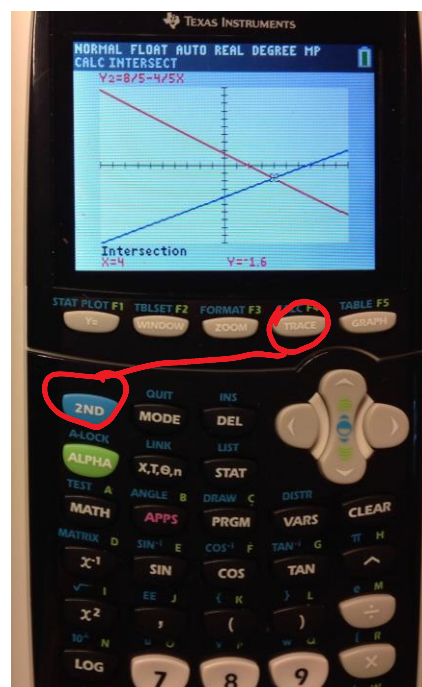 TEXAS INSTRUMENTS
NORMAL FLOAT AUTO REAL DEGREE MP
CALC INTERSECT
Y2=8/5-4/5X
Intersection
X=4 Y=-1.6
STAT PLOT F1 TBLSET F2 FORMAT F3 F4 TABLE F5
Y= WINDOW ZOOM TRACE GRAPH
QUIT INS
2ND MODE DEL
A-LOCK LINK LIST
ALPHA X,T,θ,n STAT
TEST A ANGLE B DRAW C DISTR
MATH APPS PRGM VARS CLEAR
MATRIX D SIN-1 E COS-1 F TAN-1 G π H
x-1 SIN COS TAN ^
√ I EE J { K } L e M
x2 , ( ) ÷
10x N u O v P w Q [ R
LOG 7 8 9 ×